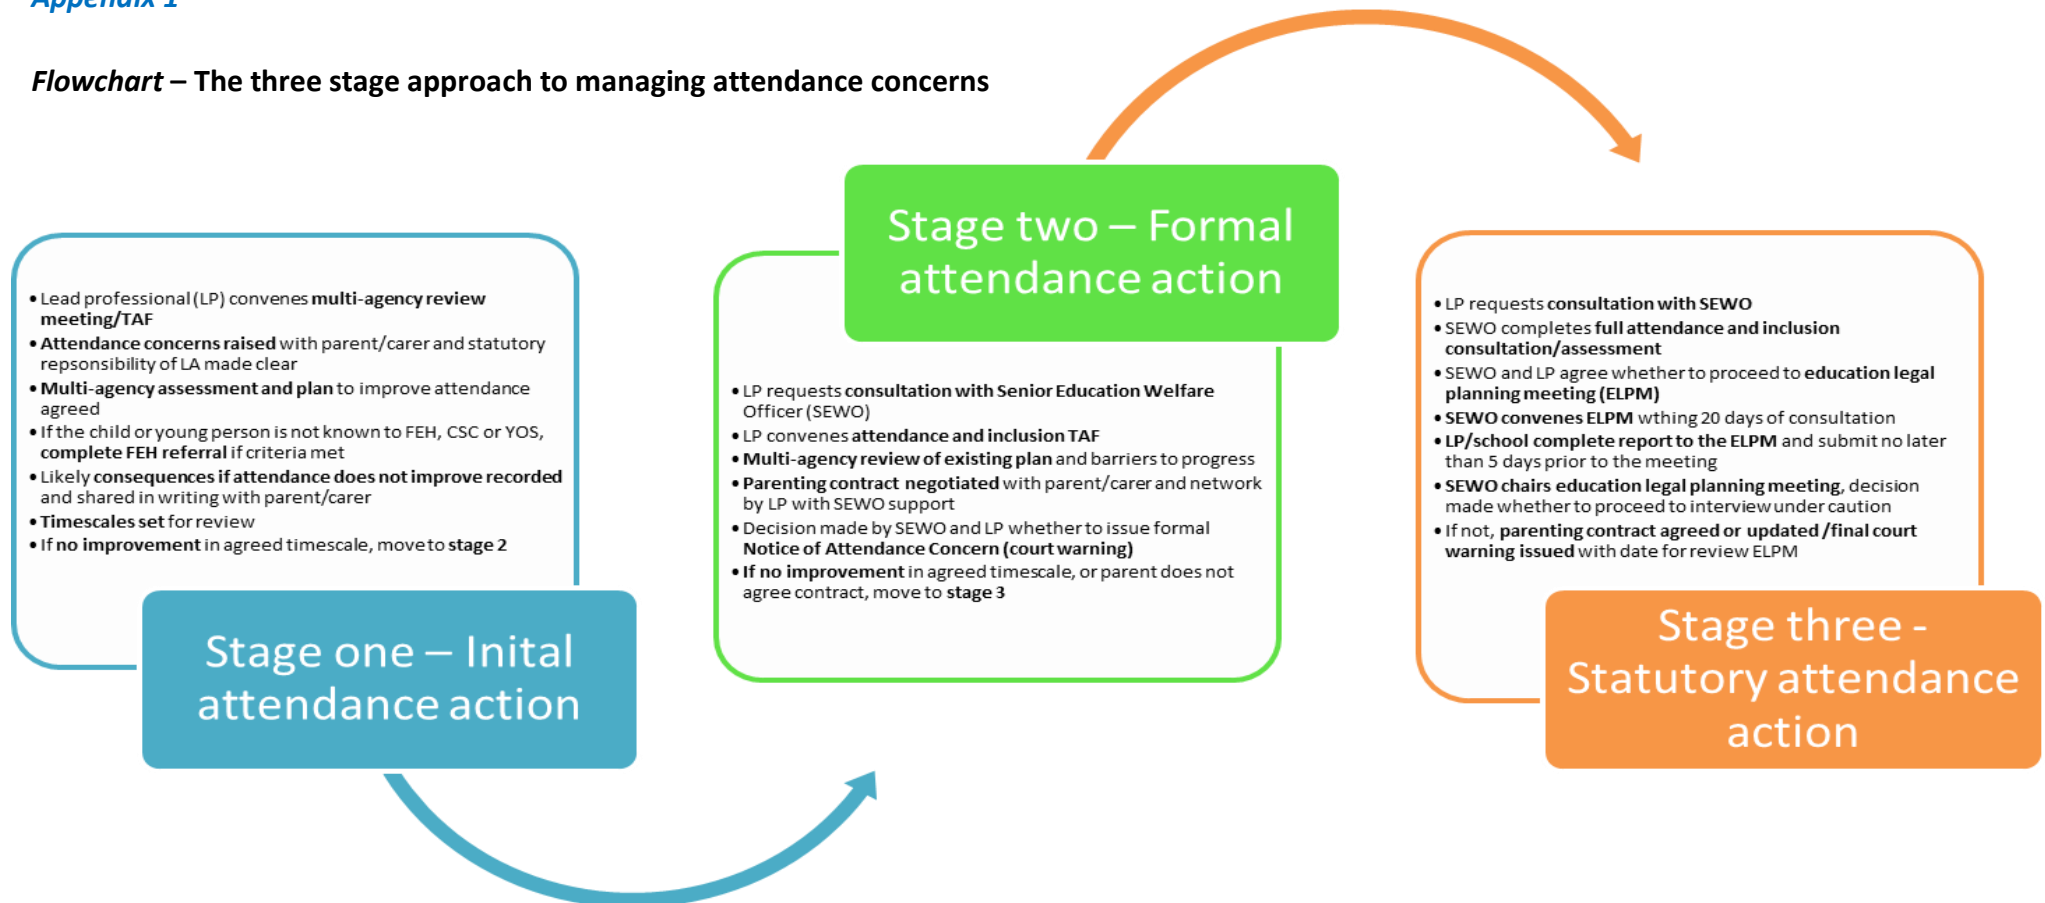 Appendix 1
Flowchart – The three stage approach to managing attendance concerns
• Lead professional (LP) convenes multi-agency review
meeting/TAF
• Attendance concerns raised with parent/carer and statutory
repsonsibility of LA made clear
• Multi-agency assessment and plan to improve attendance
agreed
• If the child or young person is not known to FEH, CSC or YOS,
complete FEH referral if criteria met
• Likely consequences if attendance does not improve recorded
and shared in writing with parent/carer
• Timescales set for review
• If no improvement in agreed timescale, move to stage 2
Stage one – Inital
attendance action
Stage two – Formal
attendance action
• LP requests consultation with Senior Education Welfare
Officer (SEWO)
• LP convenes attendance and inclusion TAF
• Multi-agency review of existing plan and barriers to progress
• Parenting contract negotiated with parent/carer and network
by LP with SEWO support
• Decision made by SEWO and LP whether to issue formal
Notice of Attendance Concern (court warning)
• If no improvement in agreed timescale, or parent does not
agree contract, move to stage 3
• LP requests consultation with SEWO
• SEWO completes full attendance and inclusion
consultation/assessment
• SEWO and LP agree whether to proceed to education legal
planning meeting (ELPM)
• SEWO convenes ELPM wthing 20 days of consultation
• LP/school complete report to the ELPM and submit no later
than 5 days prior to the meeting
• SEWO chairs education legal planning meeting, decision
made whether to proceed to interview under caution
• If not, parenting contract agreed or updated /final court
warning issued with date for review ELPM
Stage three -
Statutory attendance
action